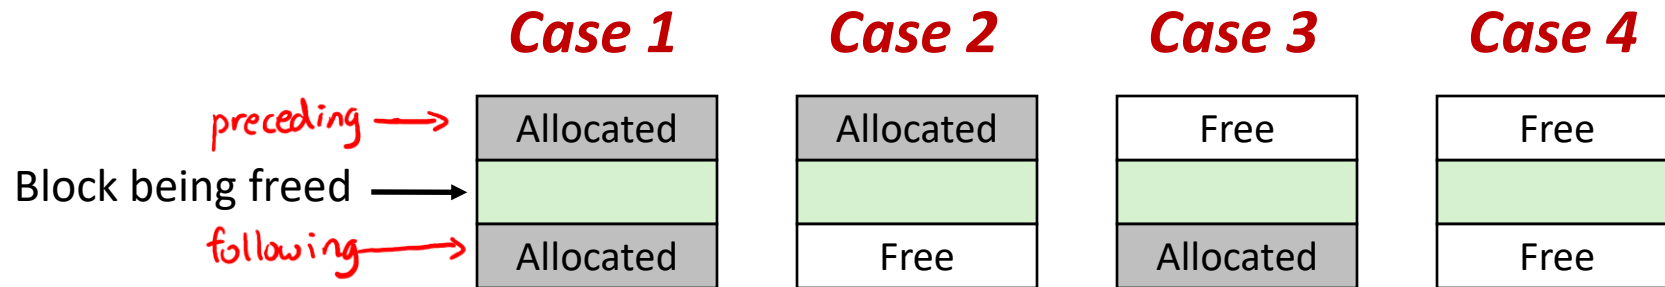 Case 1 Case 2 Case 3 Case 4
preceding Allocated Allocated Free Free
Block being freed
following Allocated Free Allocated Free